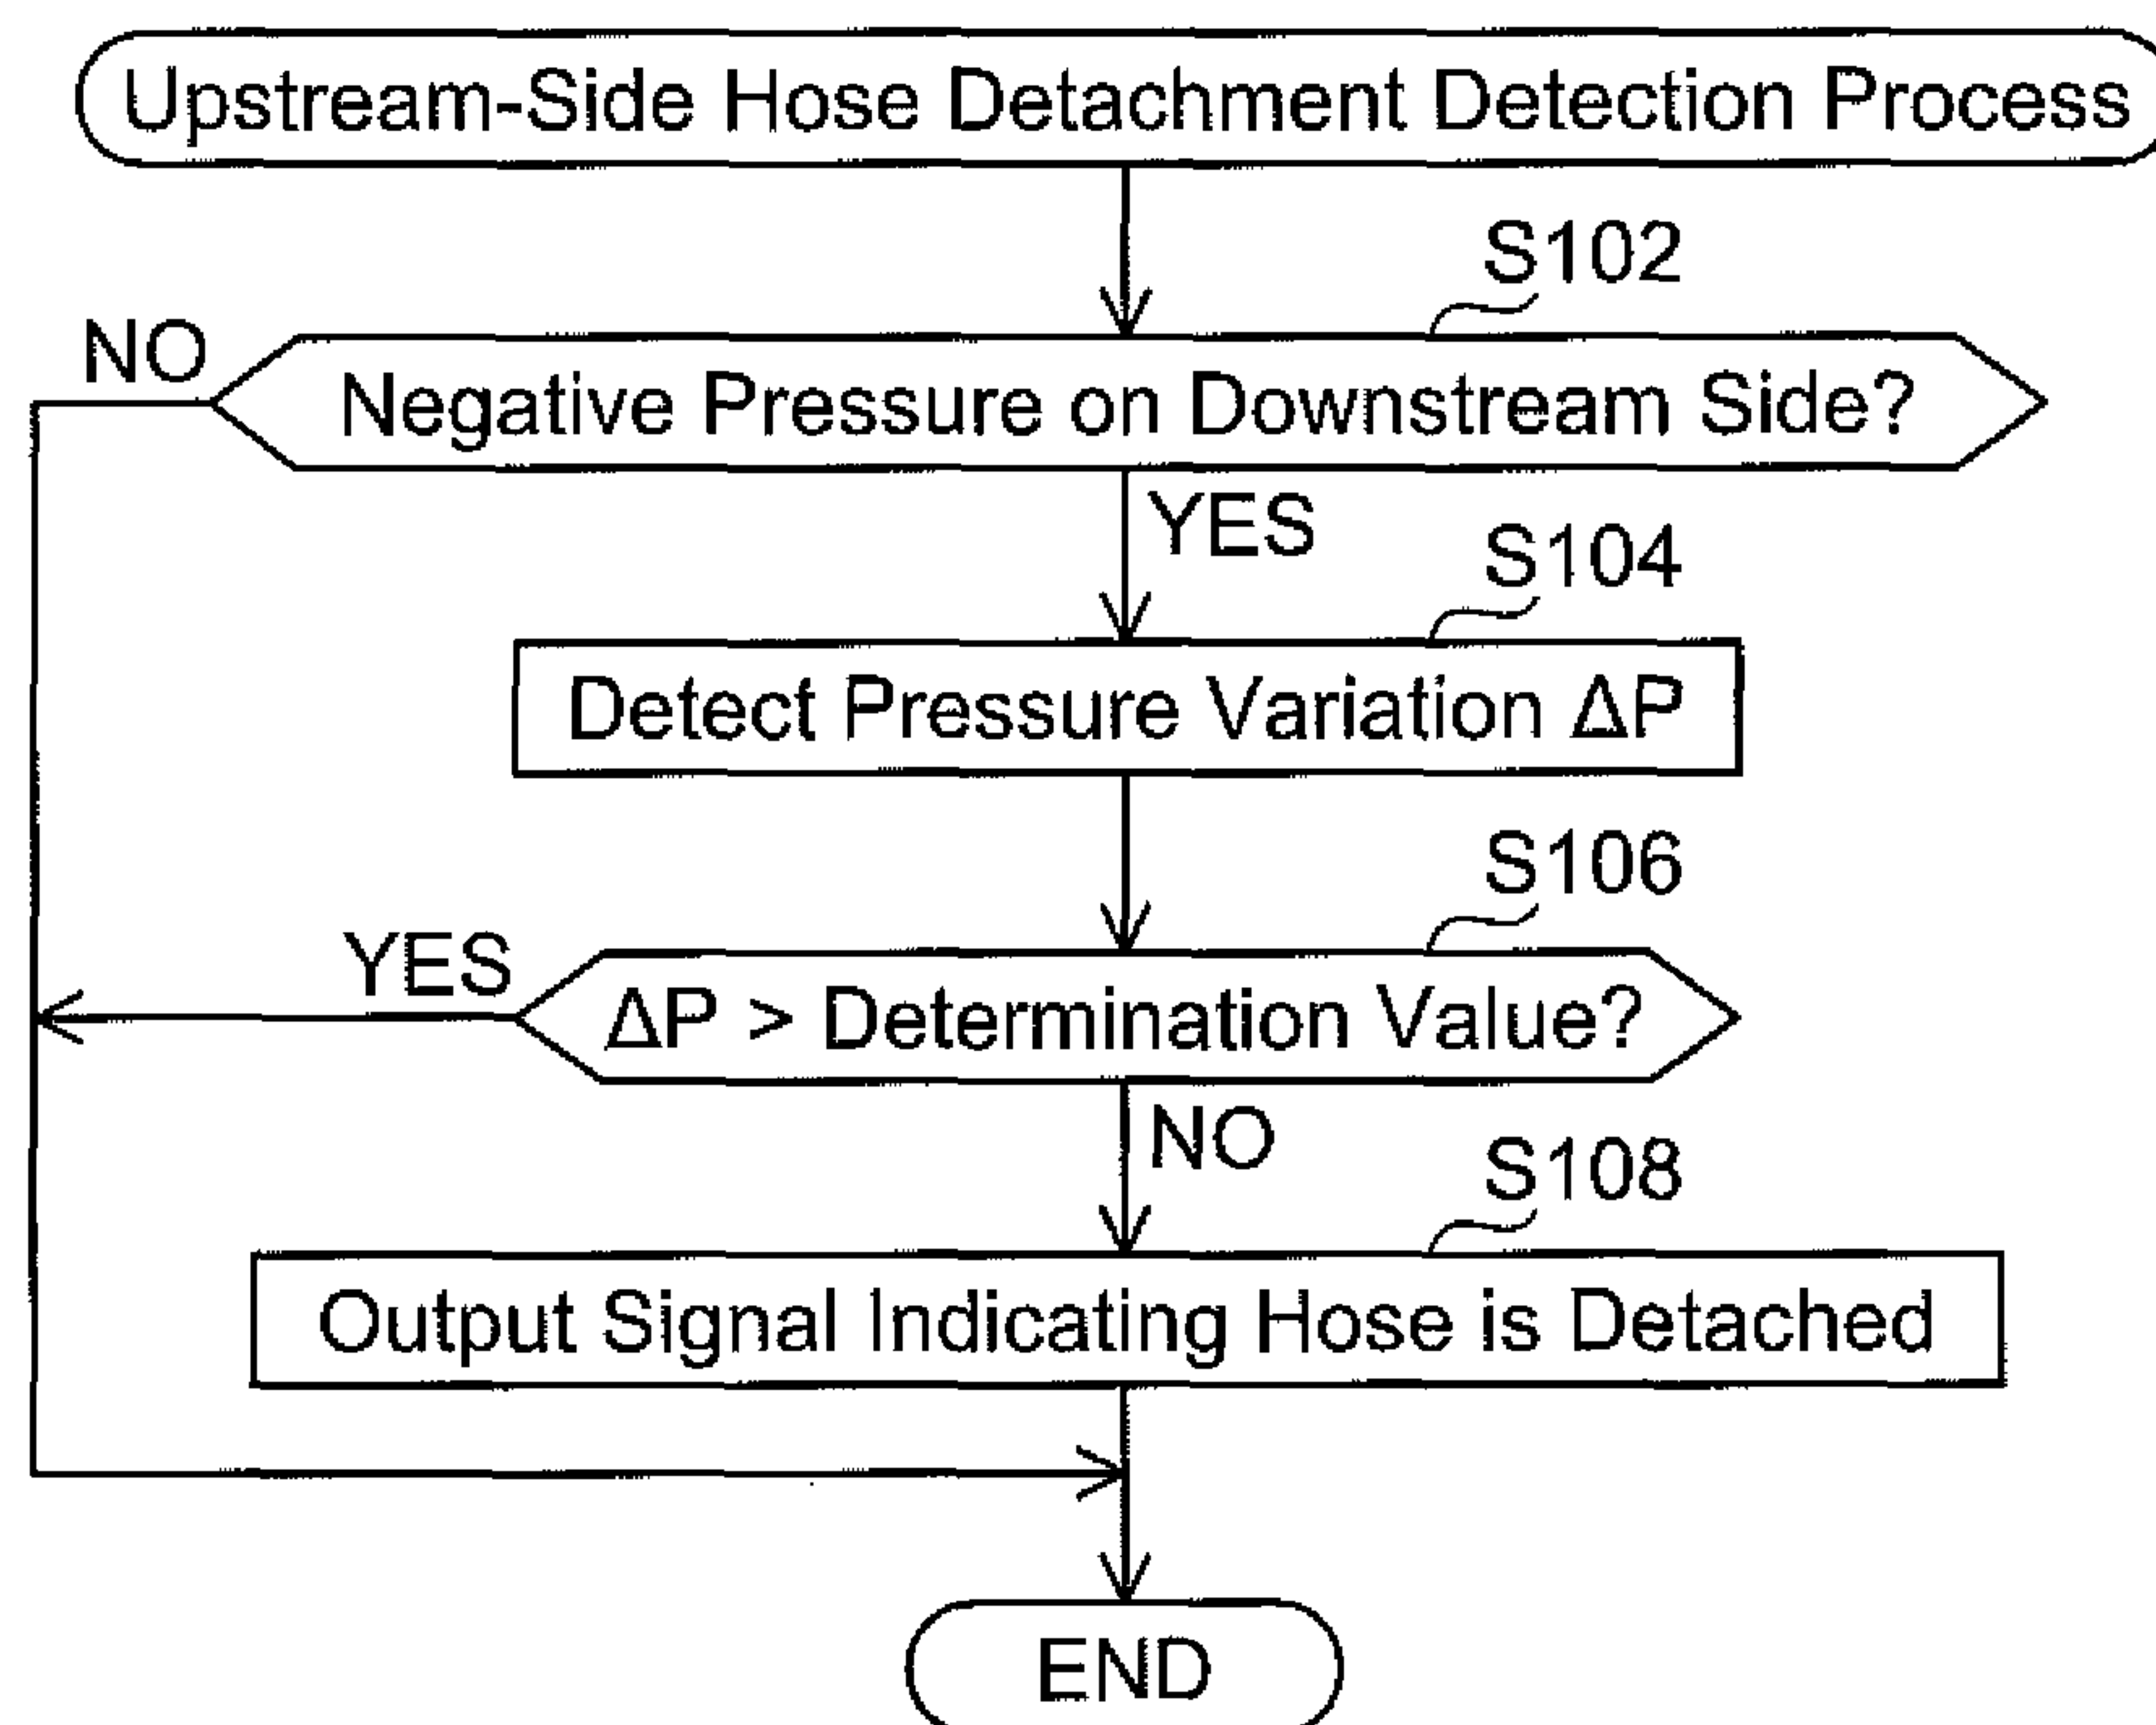 Upstream-Side Hose Detachment Detection Process
S102
NO
Negative Pressure on Downstream Side?
YES
S104
Detect Pressure Variation ΔP
S106
YES
ΔP > Determination Value?
NO
S108
Output Signal Indicating Hose is Detached
END